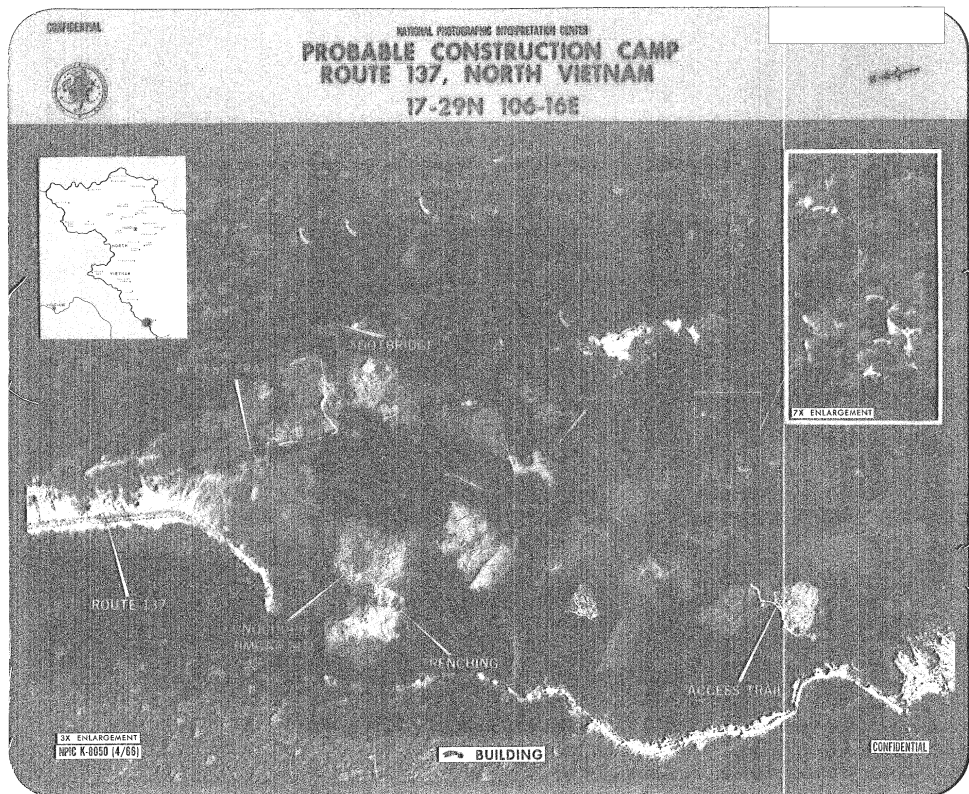 CONFIDENTIAL
NATIONAL PHOTOGRAPHIC INTERPRETATION CENTER
PROBABLE CONSTRUCTION CAMP
ROUTE 137, NORTH VIETNAM
17-29N 106-16E
NORTH
VIETNAM
FOOTBRIDGE
7X ENLARGEMENT
ROUTE 137
TRENCHING
ACCESS TRAIL
3X ENLARGEMENT
NPIC K-8050 (4/66)
BUILDING
CONFIDENTIAL